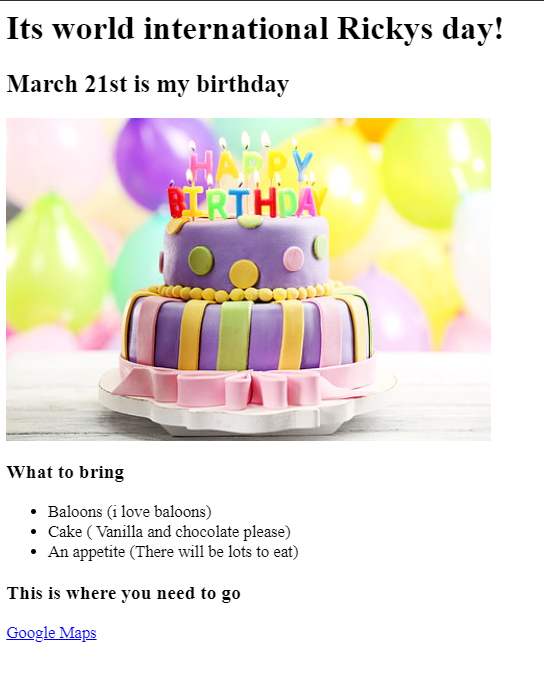 Its world international Rickys day!
March 21st is my birthday
HAPPY
BIRTHDAY
What to bring
Baloons (i love baloons)
Cake ( Vanilla and chocolate please)
An appetite (There will be lots to eat)
This is where you need to go
Google Maps